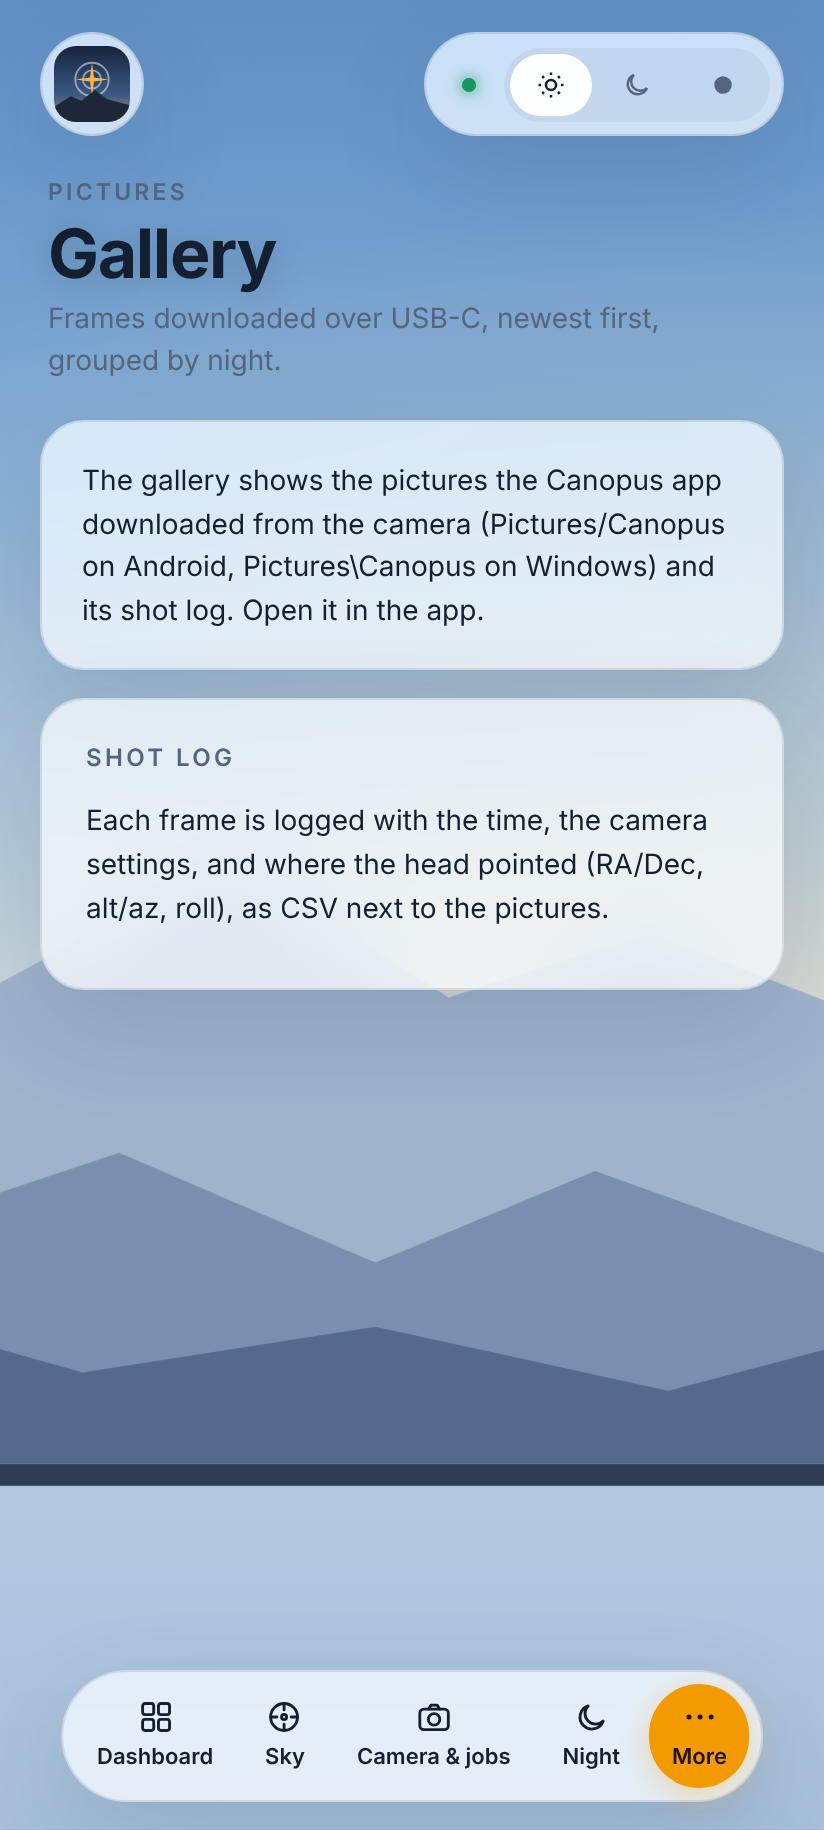 PICTURES
Gallery
Frames downloaded over USB-C, newest first,
grouped by night.
The gallery shows the pictures the Canopus app
downloaded from the camera (Pictures/Canopus
on Android, Pictures\Canopus on Windows) and
its shot log. Open it in the app.
SHOT LOG
Each frame is logged with the time, the camera
settings, and where the head pointed (RA/Dec,
alt/az, roll), as CSV next to the pictures.
Dashboard Sky Camera & jobs Night More